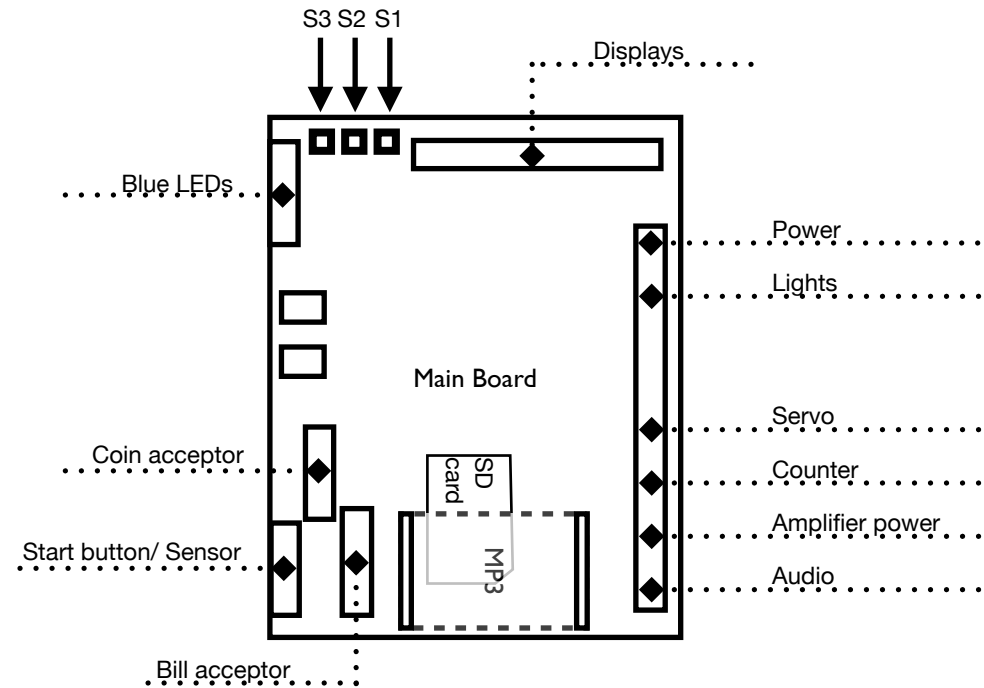 S3 S2 S1
Displays
Blue LEDs
Power
Lights
Main Board
Servo
Coin acceptor
Counter
SD
card
Amplifier power
Start button/ Sensor
MP3
Audio
Bill acceptor